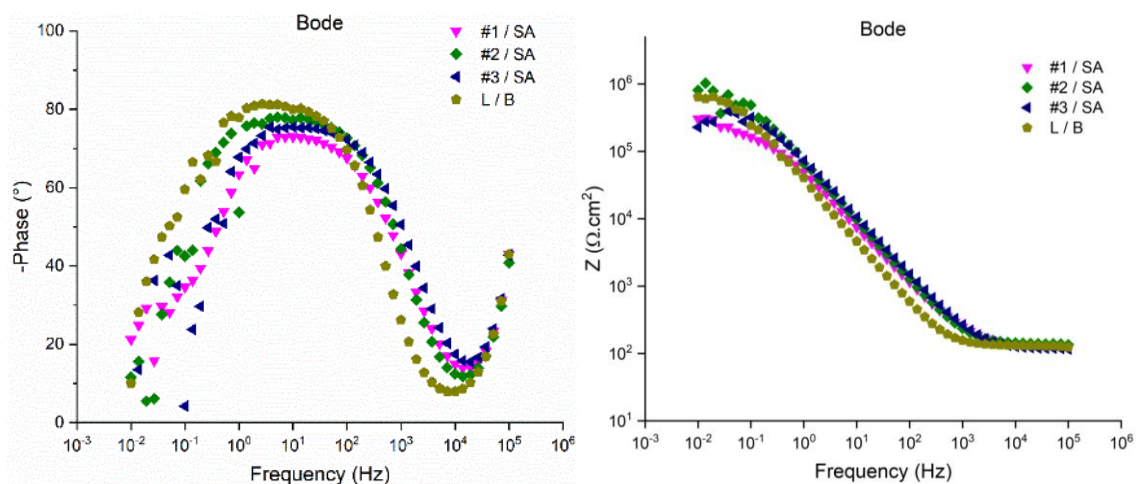 Bode
#1 / SA
#2 / SA
#3 / SA
L / B
-Phase (°)
100
80
60
40
20
0
10-3 10-2 10-1 100 101 102 103 104 105 106
Frequency (Hz)
Bode
#1 / SA
#2 / SA
#3 / SA
L / B
Z (Ω.cm2)
106
105
104
103
102
101
10-3 10-2 10-1 100 101 102 103 104 105 106
Frequency (Hz)